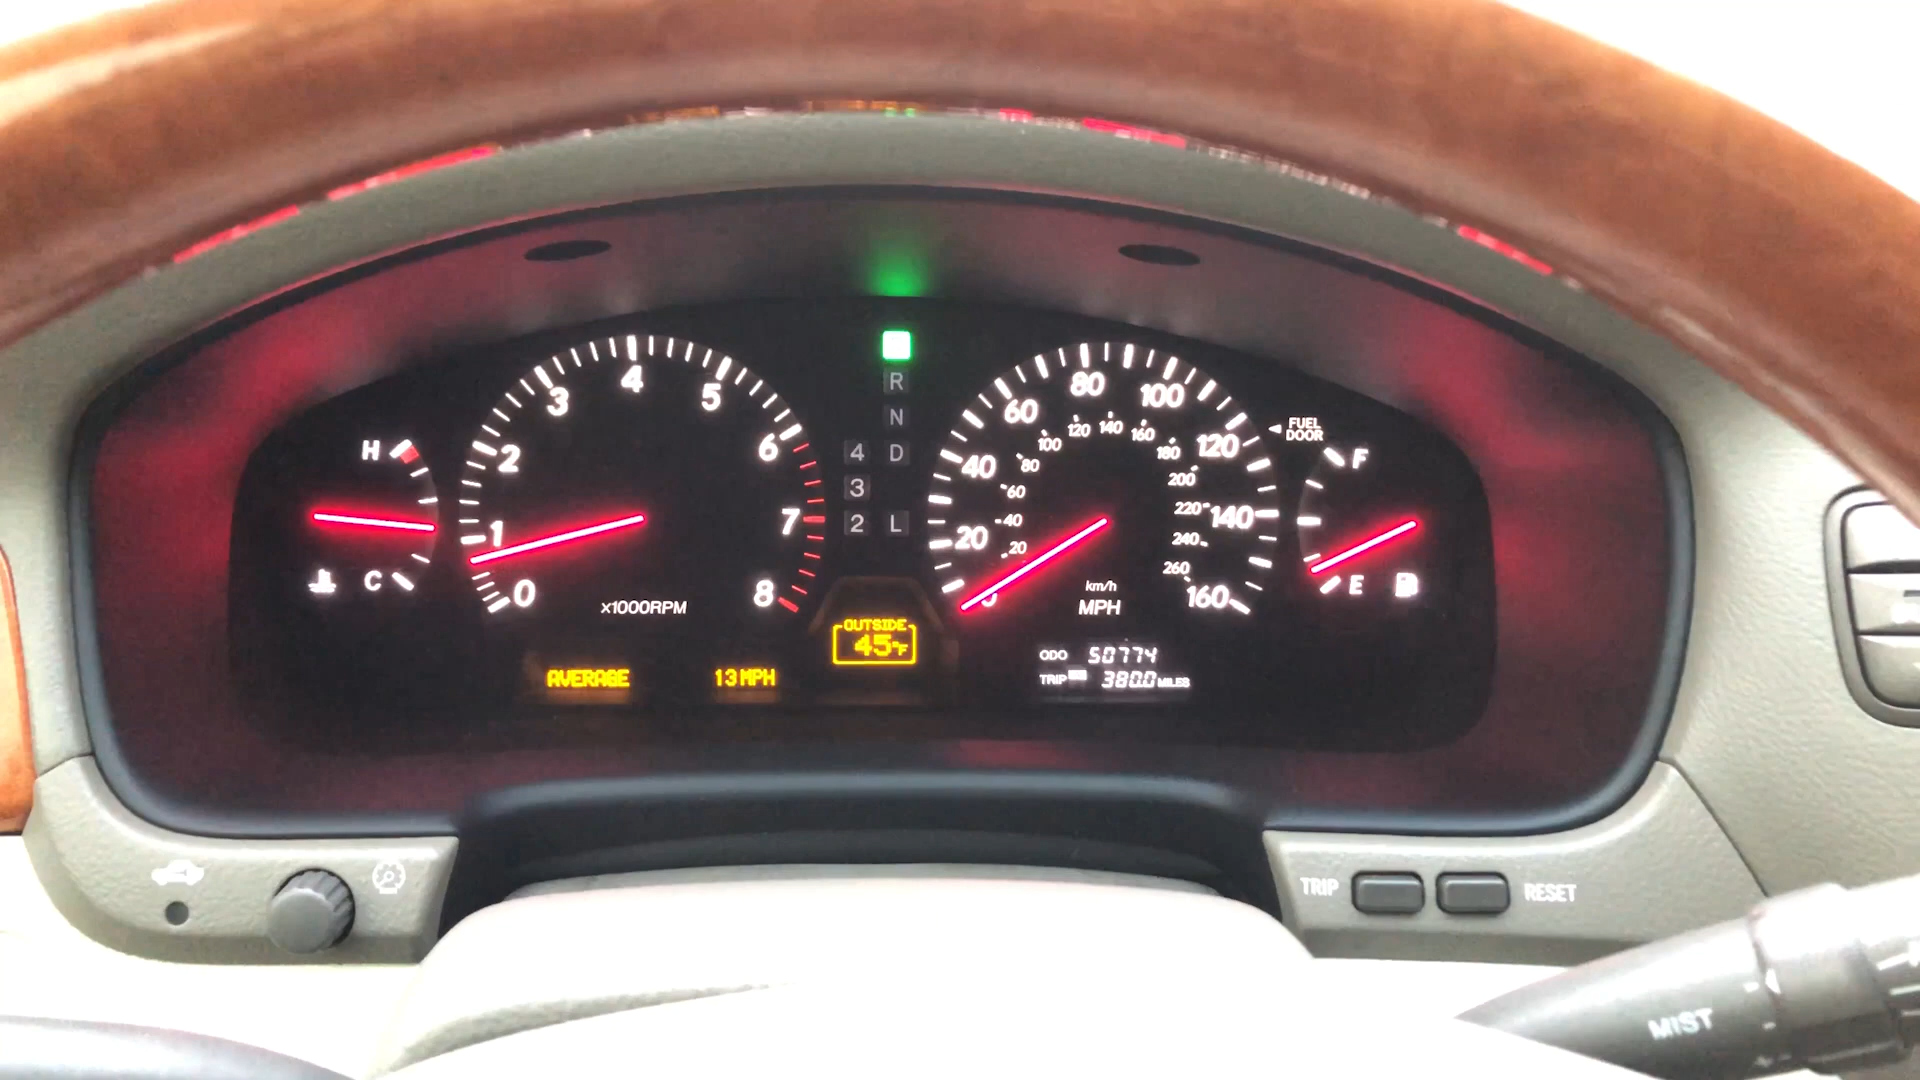 H
C
0
1
2
3
4
5
6
7
8
x1000RPM
R
N
4 D
3
2 L
OUTSIDE
45°F
AVERAGE 13 MPH
20
40
60
80
100
120
140
160
20
40
60
80
100
120
140
160
180
200
220
240
260
km/h
MPH
ODO 50774
TRIP 380.0 MILES
FUEL
DOOR
F
E
TRIP RESET
MIST